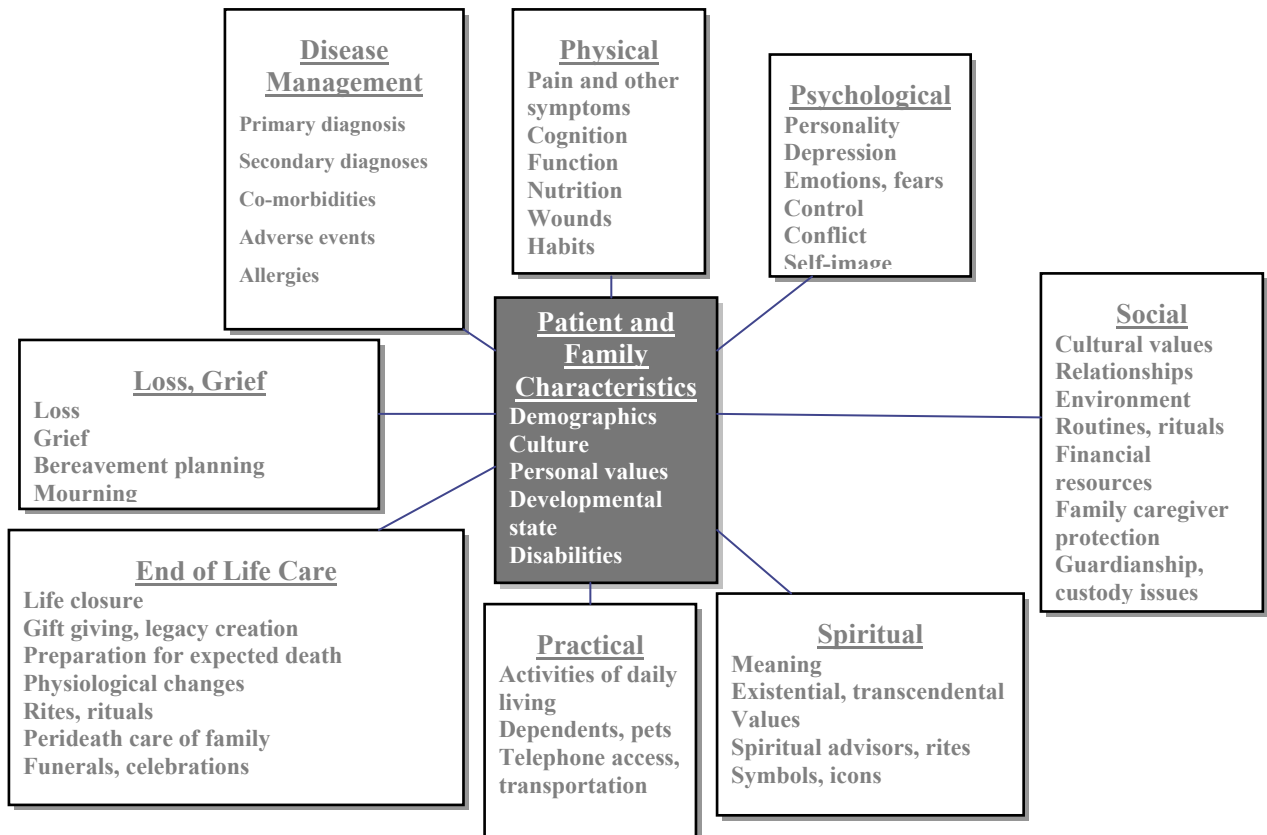 Disease
Management
Primary diagnosis
Secondary diagnoses
Co-morbidities
Adverse events
Allergies
Physical
Pain and other
symptoms
Cognition
Function
Nutrition
Wounds
Habits
Psychological
Personality
Depression
Emotions, fears
Control
Conflict
Self-image
Social
Cultural values
Relationships
Environment
Routines, rituals
Financial
resources
Family caregiver
protection
Guardianship,
custody issues
Patient and
Family
Characteristics
Demographics
Culture
Personal values
Developmental
state
Disabilities
Loss, Grief
Loss
Grief
Bereavement planning
Mourning
End of Life Care
Life closure
Gift giving, legacy creation
Preparation for expected death
Physiological changes
Rites, rituals
Perideath care of family
Funerals, celebrations
Practical
Activities of daily
living
Dependents, pets
Telephone access,
transportation
Spiritual
Meaning
Existential, transcendental
Values
Spiritual advisors, rites
Symbols, icons